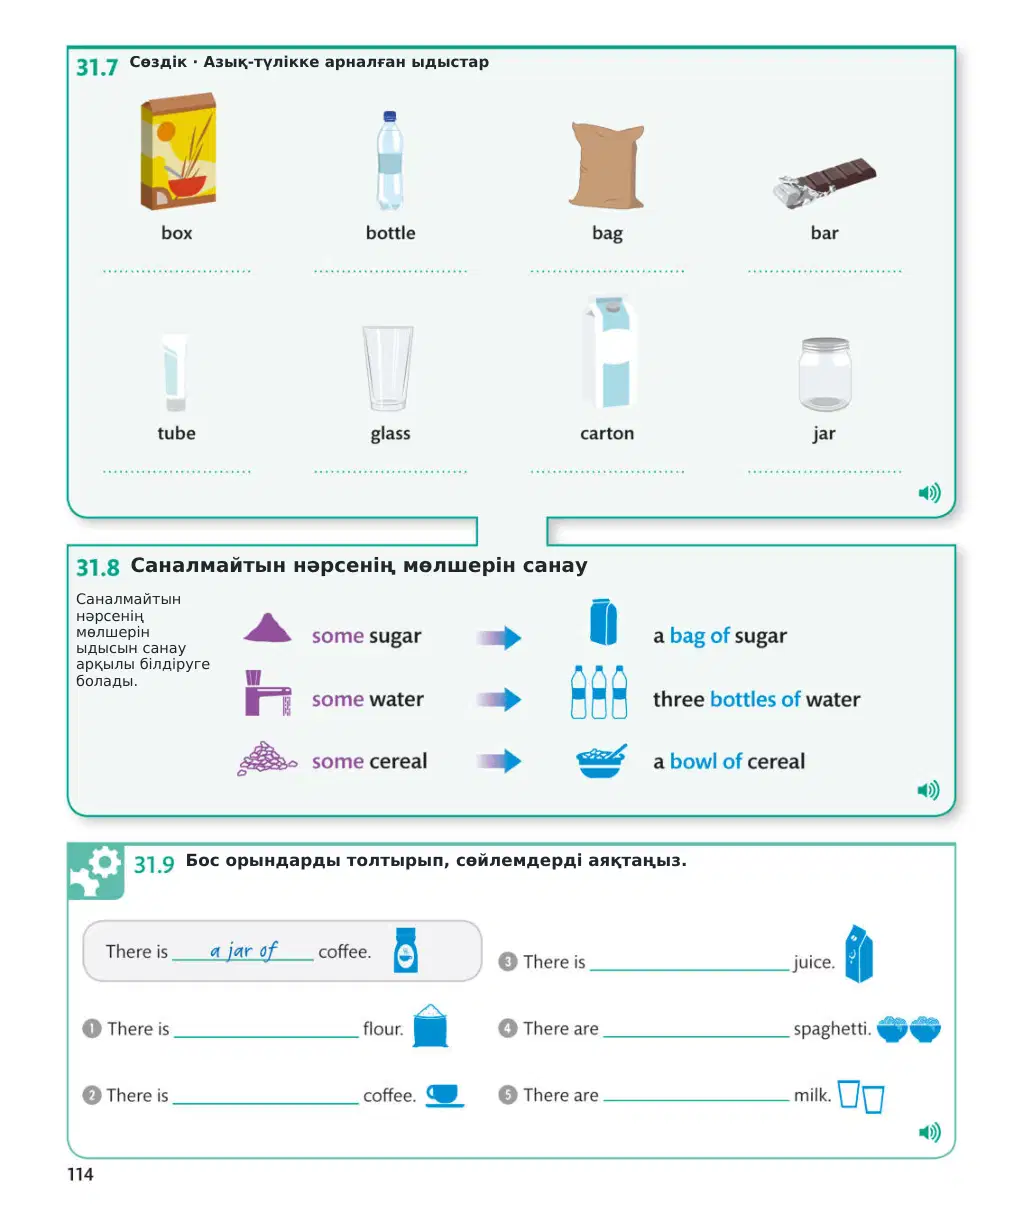 31.7 Сөздік · Азық-түлікке арналған ыдыстар
box bottle bag bar
tube glass carton jar
31.8 Саналмайтын нәрсенің мөлшерін санау
Саналмайтын
нәрсенің
мөлшерін
ыдысын санау
арқылы білдіруге
болады.
some sugar a bag of sugar
some water three bottles of water
some cereal a bowl of cereal
31.9 Бос орындарды толтырып, сөйлемдерді аяқтаңыз.
There is a jar of coffee.
1 There is flour.
2 There is coffee.
3 There is juice.
4 There are spaghetti.
5 There are milk.
114